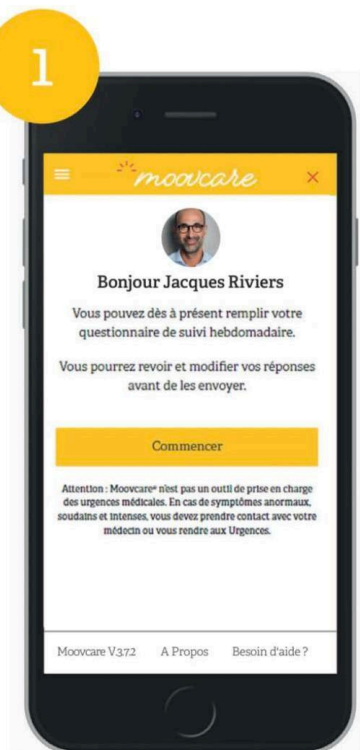 1
moovcare
Bonjour Jacques Riviers
Vous pouvez dès à présent remplir votre
questionnaire de suivi hebdomadaire.
Vous pourrez revoir et modifier vos réponses
avant de les envoyer.
Commencer
Attention : Moovcare® n'est pas un outil de prise en charge
des urgences médicales. En cas de symptômes anormaux,
soudains et intenses, vous devez prendre contact avec votre
médecin ou vous rendre aux Urgences.
Moovcare V.3.7.2 A Propos Besoin d'aide ?